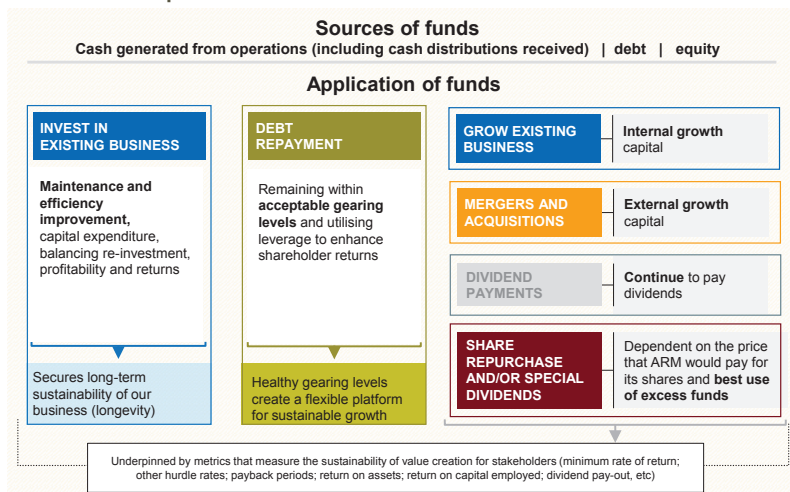 Sources of funds
Cash generated from operations (including cash distributions received) | debt | equity
Application of funds
INVEST IN
EXISTING BUSINESS
Maintenance and
efficiency
improvement,
capital expenditure,
balancing re-investment,
profitability and returns
Secures long-term
sustainability of our
business (longevity)
DEBT
REPAYMENT
Remaining within
acceptable gearing
levels and utilising
leverage to enhance
shareholder returns
Healthy gearing levels
create a flexible platform
for sustainable growth
GROW EXISTING
BUSINESS
Internal growth
capital
MERGERS AND
ACQUISITIONS
External growth
capital
DIVIDEND
PAYMENTS
Continue to pay
dividends
SHARE
REPURCHASE
AND/OR SPECIAL
DIVIDENDS
Dependent on the price
that ARM would pay for
its shares and best use
of excess funds
Underpinned by metrics that measure the sustainability of value creation for stakeholders (minimum rate of return;
other hurdle rates; payback periods; return on assets; return on capital employed; dividend pay-out, etc)